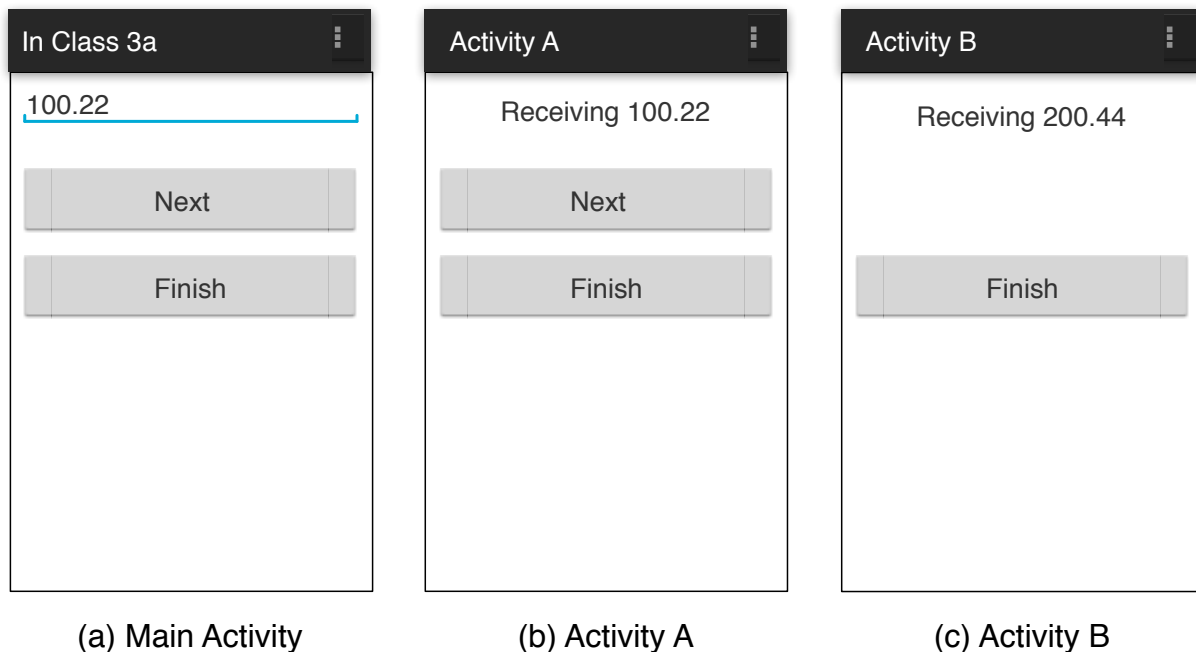 In Class 3a
100.22
Next
Finish
(a) Main Activity
Activity A
Receiving 100.22
Next
Finish
(b) Activity A
Activity B
Receiving 200.44
Finish
(c) Activity B